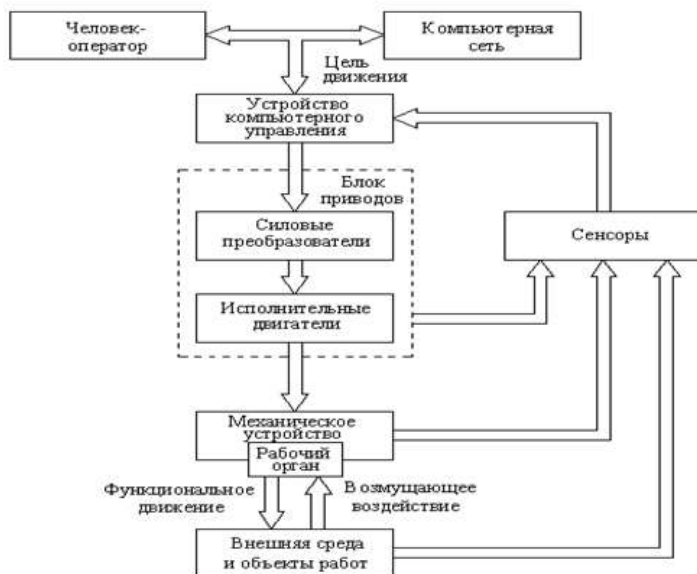 Человек-
оператор
Компьютерная
сеть
Цель
движения
Устройство
компьютерного
управления
Блок
приводов
Силовые
преобразователи
Сенсоры
Исполнительные
двигатели
Механическое
устройство
Рабочий
орган
Функциональное
движение
Возмущающее
воздействие
Внешняя среда
и объекты работ